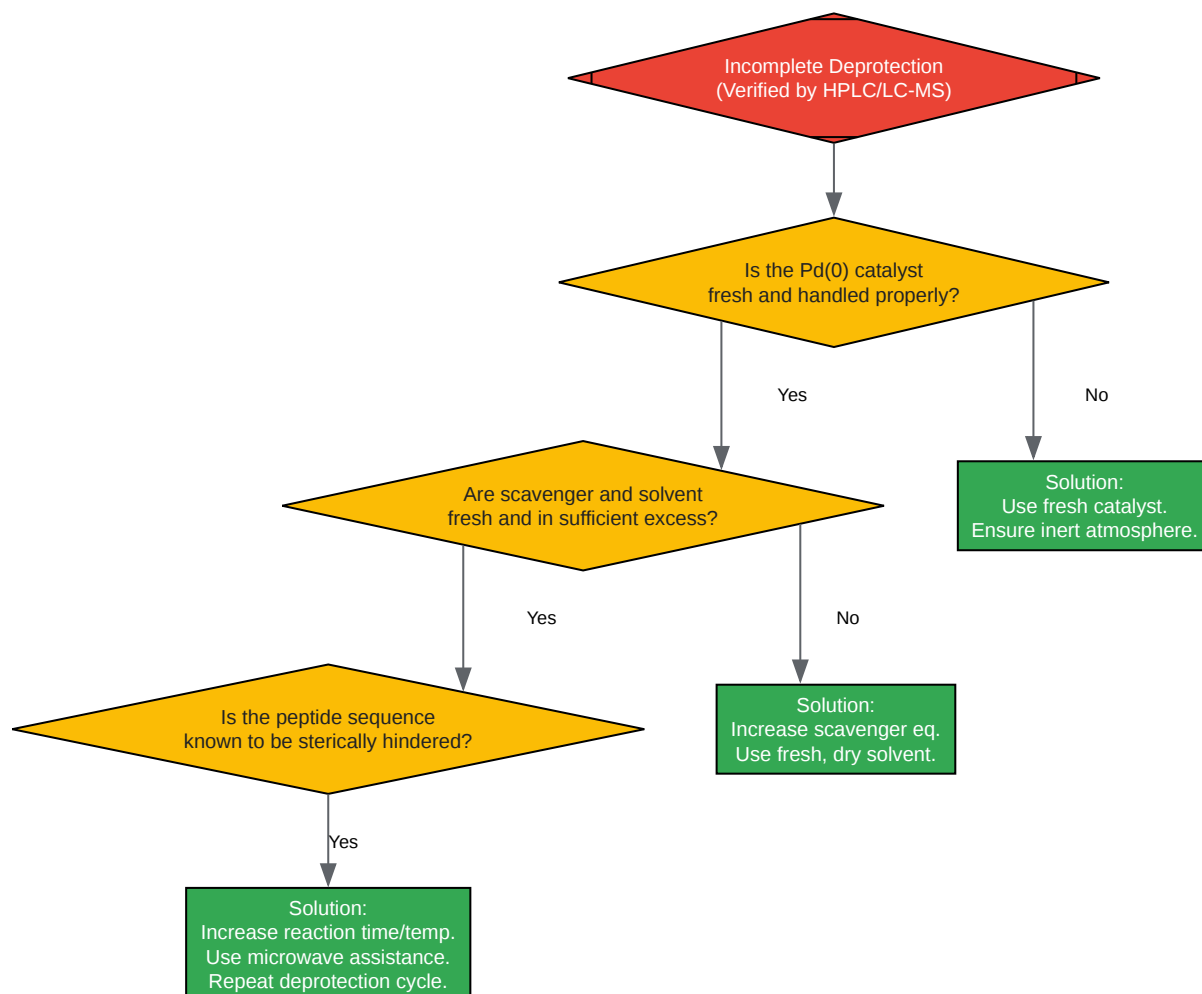 Incomplete Deprotection
(Verified by HPLC/LC-MS)
Is the Pd(0) catalyst
fresh and handled properly?
Yes
No
Are scavenger and solvent
fresh and in sufficient excess?
Solution:
Use fresh catalyst.
Ensure inert atmosphere.
Yes
No
Is the peptide sequence
known to be sterically hindered?
Solution:
Increase scavenger eq.
Use fresh, dry solvent.
Yes
Solution:
Increase reaction time/temp.
Use microwave assistance.
Repeat deprotection cycle.